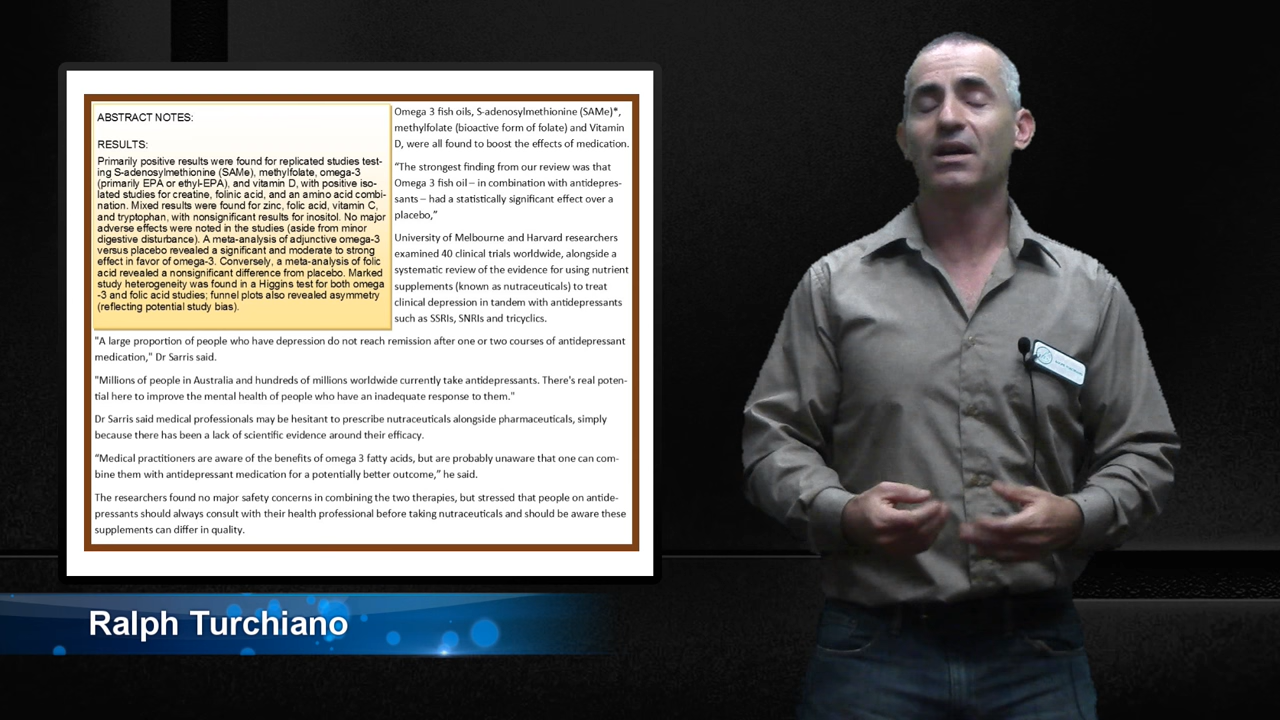 ABSTRACT NOTES:
RESULTS:
Primarily positive results were found for replicated studies test-
ing S-adenosylmethionine (SAMe), methylfolate, omega-3
(primarily EPA or ethyl-EPA), and vitamin D, with positive iso-
lated studies for creatine, folinic acid, and an amino acid combi-
nation. Mixed results were found for zinc, folic acid, vitamin C,
and tryptophan, with nonsignificant results for inositol. No major
adverse effects were noted in the studies (aside from minor
digestive disturbance). A meta-analysis of adjunctive omega-3
versus placebo revealed a significant and moderate to strong
effect in favor of omega-3. Conversely, a meta-analysis of folic
acid revealed a nonsignificant difference from placebo. Marked
study heterogeneity was found in a Higgins test for both omega
-3 and folic acid studies; funnel plots also revealed asymmetry
(reflecting potential study bias).
Omega 3 fish oils, S-adenosylmethionine (SAMe)*,
methylfolate (bioactive form of folate) and Vitamin
D, were all found to boost the effects of medication.
“The strongest finding from our review was that
Omega 3 fish oil – in combination with antidepres-
sants – had a statistically significant effect over a
placebo,”
University of Melbourne and Harvard researchers
examined 40 clinical trials worldwide, alongside a
systematic review of the evidence for using nutrient
supplements (known as nutraceuticals) to treat
clinical depression in tandem with antidepressants
such as SSRIs, SNRIs and tricyclics.
"A large proportion of people who have depression do not reach remission after one or two courses of antidepressant
medication," Dr Sarris said.
"Millions of people in Australia and hundreds of millions worldwide currently take antidepressants. There's real poten-
tial here to improve the mental health of people who have an inadequate response to them."
Dr Sarris said medical professionals may be hesitant to prescribe nutraceuticals alongside pharmaceuticals, simply
because there has been a lack of scientific evidence around their efficacy.
“Medical practitioners are aware of the benefits of omega 3 fatty acids, but are probably unaware that one can com-
bine them with antidepressant medication for a potentially better outcome,” he said.
The researchers found no major safety concerns in combining the two therapies, but stressed that people on antide-
pressants should always consult with their health professional before taking nutraceuticals and should be aware these
supplements can differ in quality.
Ralph Turchiano